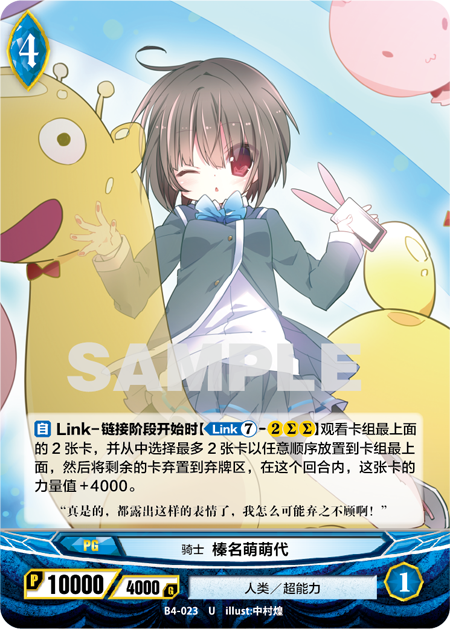 4
SAMPLE
自 Link-链接阶段开始时【Link 7 - 2 Σ Σ】观看卡组最上面
的2张卡，并从中选择最多2张卡以任意顺序放置到卡组最上
面，然后将剩余的卡弃置到弃牌区，在这个回合内，这张卡的
力量值+4000。
“真是的，都露出这样的表情了，我怎么可能弃之不顾啊！”
PG 骑士 榛名萌萌代
P 10000 / 4000 G 人类／超能力 1
B4-023 U illust:中村煌